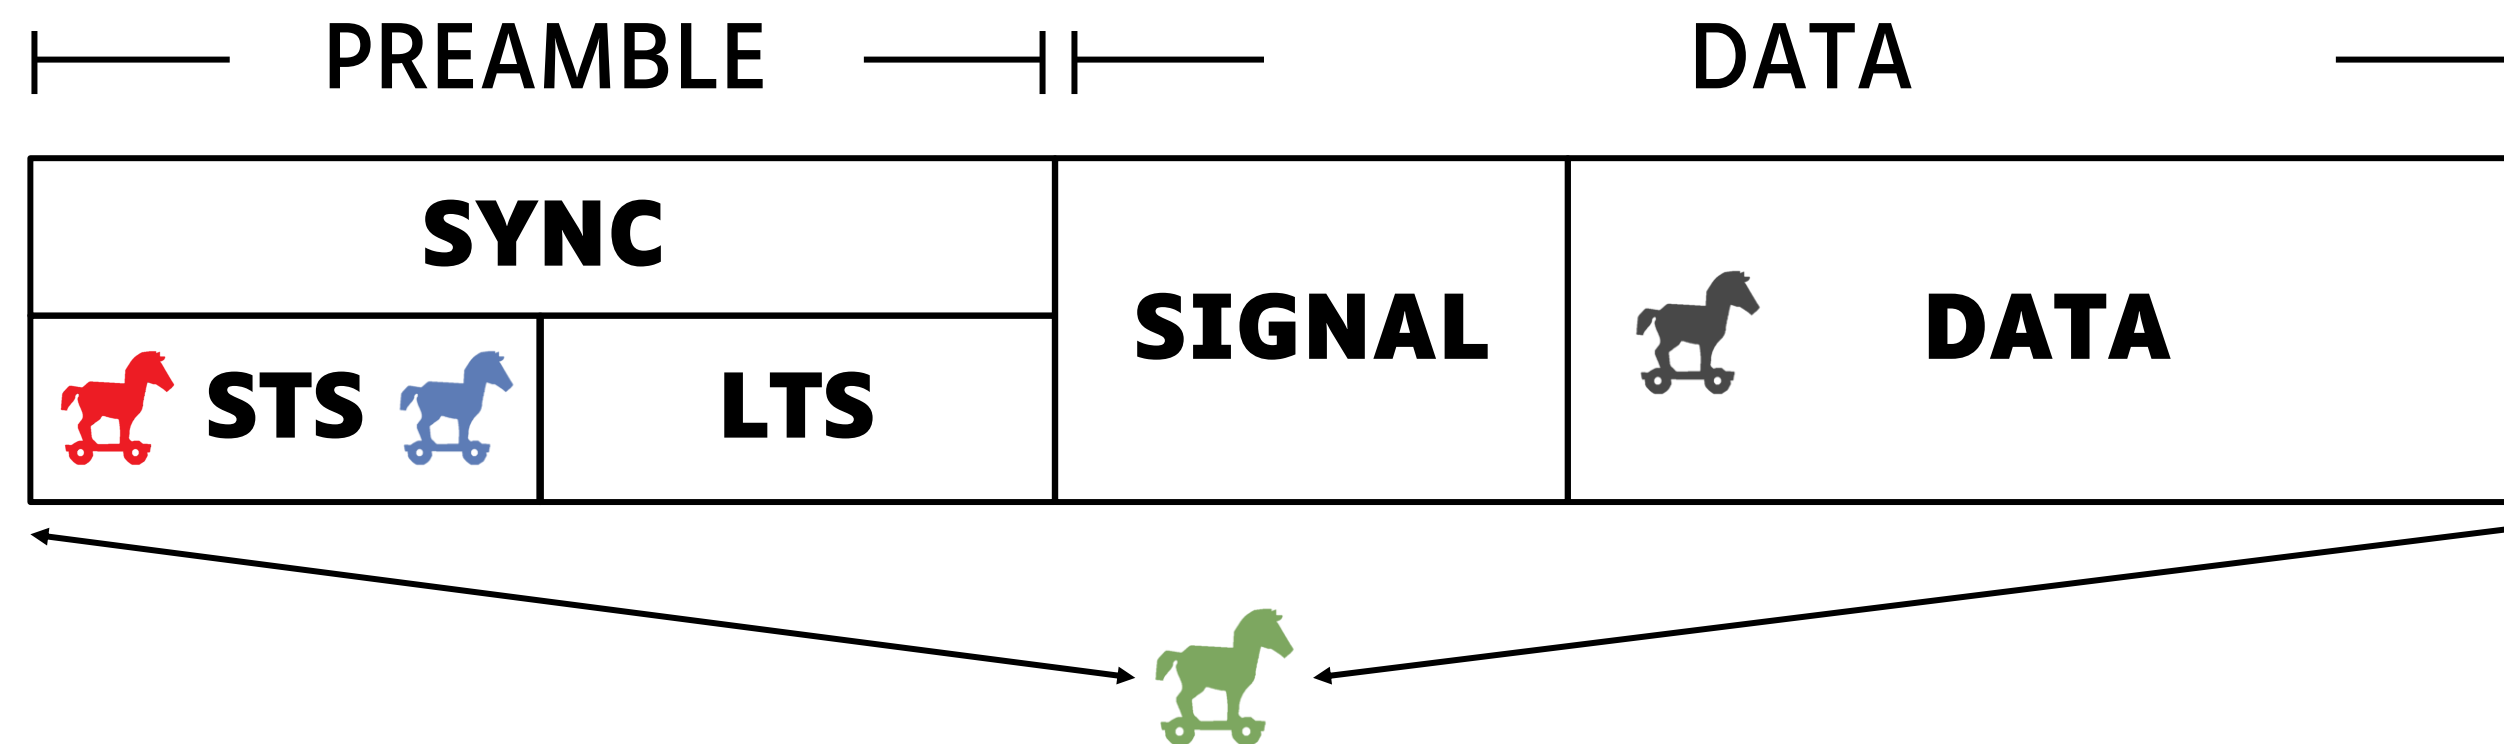 PREAMBLE DATA
SYNC
SIGNAL
DATA
STS
LTS